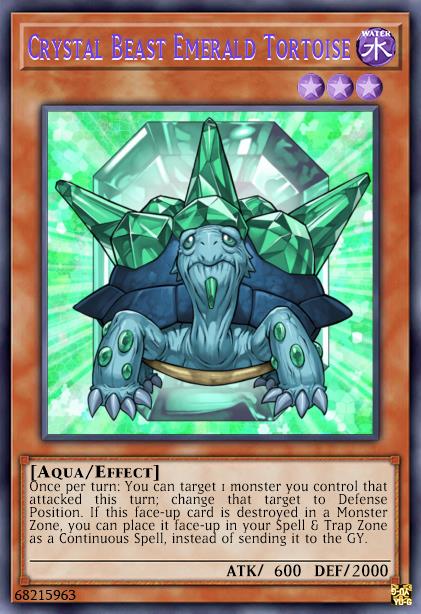 Crystal Beast Emerald Tortoise
WATER
水
[Aqua/Effect]
Once per turn: You can target 1 monster you control that
attacked this turn; change that target to Defense
Position. If this face-up card is destroyed in a Monster
Zone, you can place it face-up in your Spell & Trap Zone
as a Continuous Spell, instead of sending it to the GY.
ATK/ 600 DEF/2000
68215963